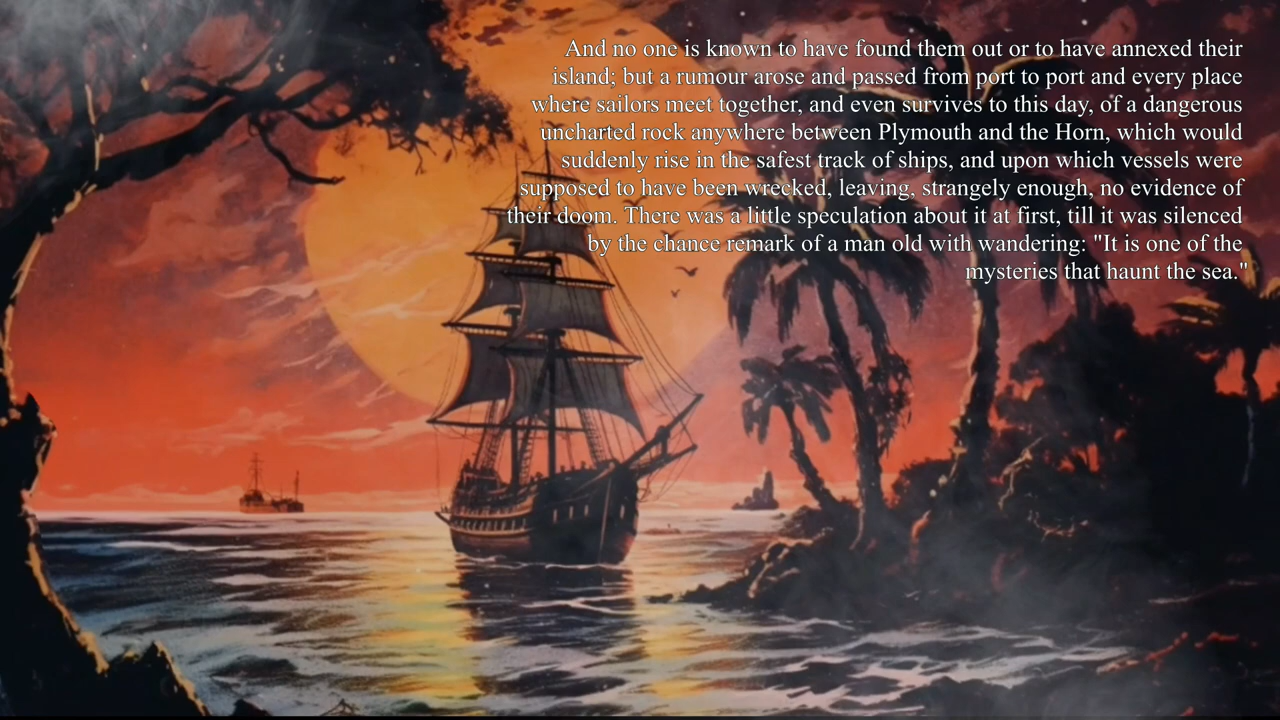 And no one is known to have found them out or to have annexed their
island; but a rumour arose and passed from port to port and every place
where sailors meet together, and even survives to this day, of a dangerous
uncharted rock anywhere between Plymouth and the Horn, which would
suddenly rise in the safest track of ships, and upon which vessels were
supposed to have been wrecked, leaving, strangely enough, no evidence of
their doom. There was a little speculation about it at first, till it was silenced
by the chance remark of a man old with wandering: "It is one of the
mysteries that haunt the sea."